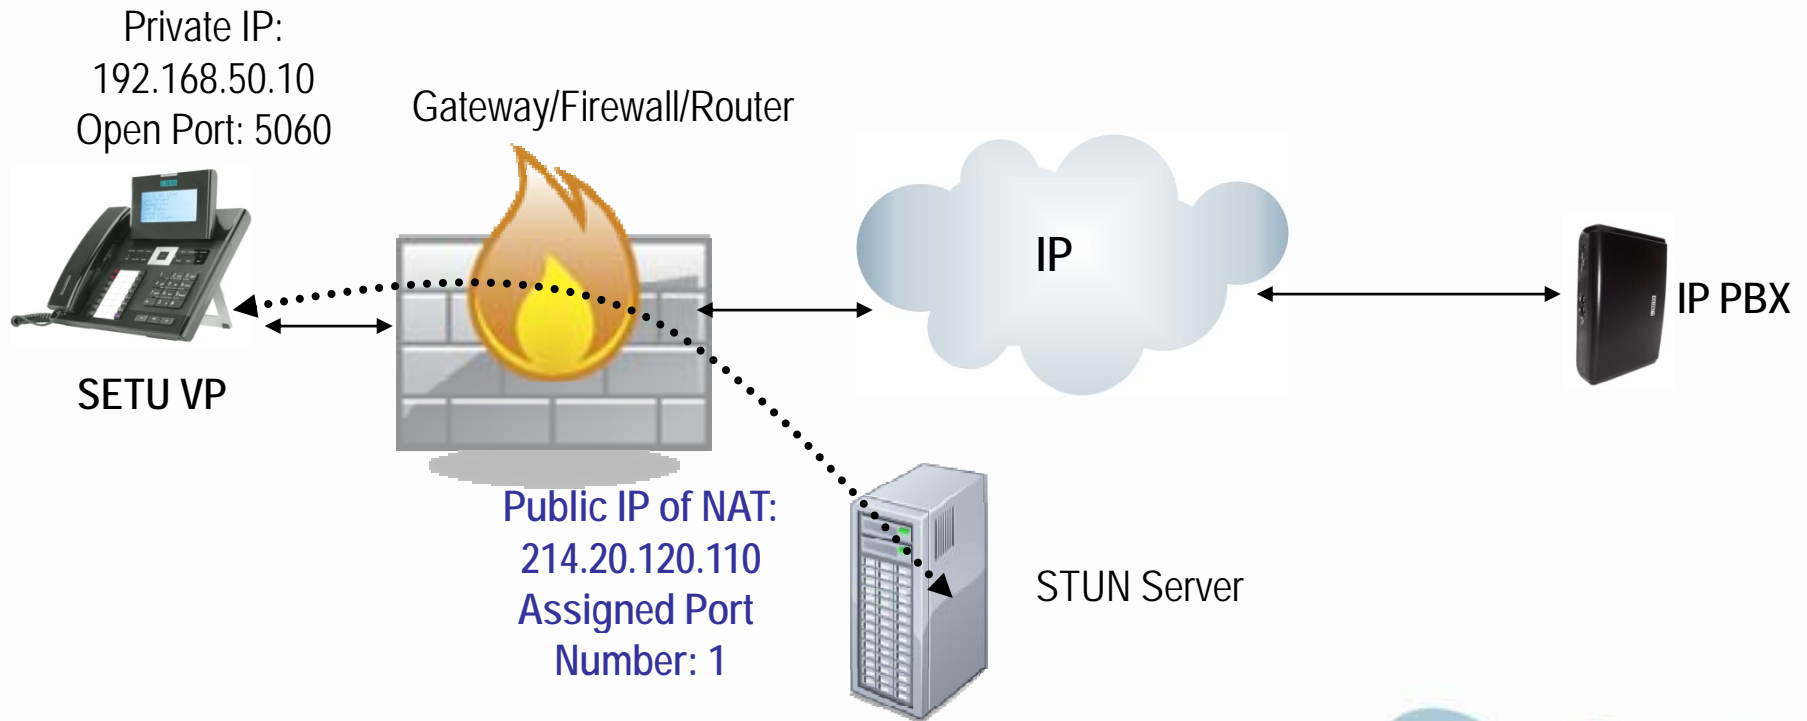 Private IP:
192.168.50.10
Open Port: 5060
Gateway/Firewall/Router
IP
IP PBX
SETU VP
Public IP of NAT:
214.20.120.110
Assigned Port
Number: 1
STUN Server